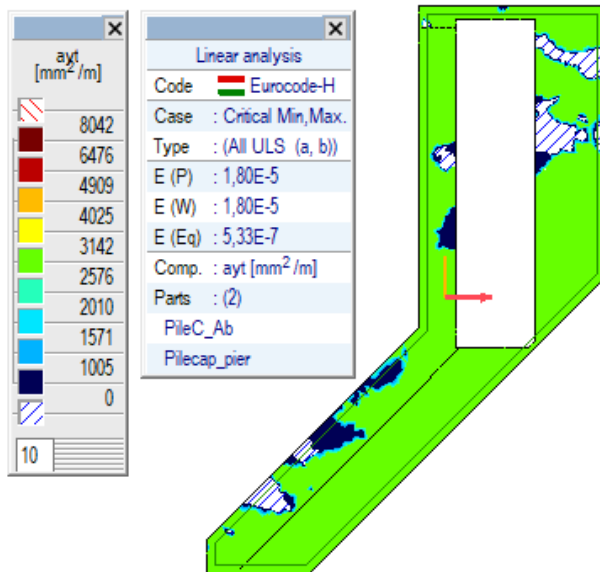 ayt
[mm²/m]
8042
6476
4909
4025
3142
2576
2010
1571
1005
0
10
Linear analysis
Code Eurocode-H
Case : Critical Min,Max.
Type : (All ULS (a, b))
E (P) : 1,80E-5
E (W) : 1,80E-5
E (Eq) : 5,33E-7
Comp. : ayt [mm²/m]
Parts : (2)
PileC_Ab
Pilecap_pier